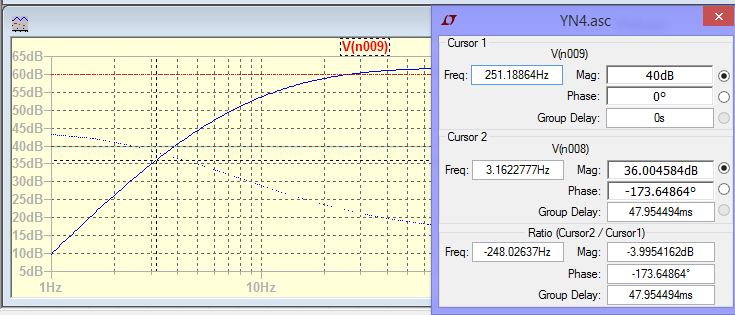 YN4.asc
V(n009)
65dB
60dB
55dB
50dB
45dB
40dB
35dB
30dB
25dB
20dB
15dB
10dB
5dB
1Hz 10Hz
Cursor 1
V(n009)
Freq: 251.18864Hz Mag: 40dB
Phase: 0°
Group Delay: 0s
Cursor 2
V(n008)
Freq: 3.1622777Hz Mag: 36.004584dB
Phase: -173.64864°
Group Delay: 47.954494ms
Ratio (Cursor2 / Cursor1)
Freq: -248.02637Hz Mag: -3.9954162dB
Phase: -173.64864°
Group Delay: 47.954494ms